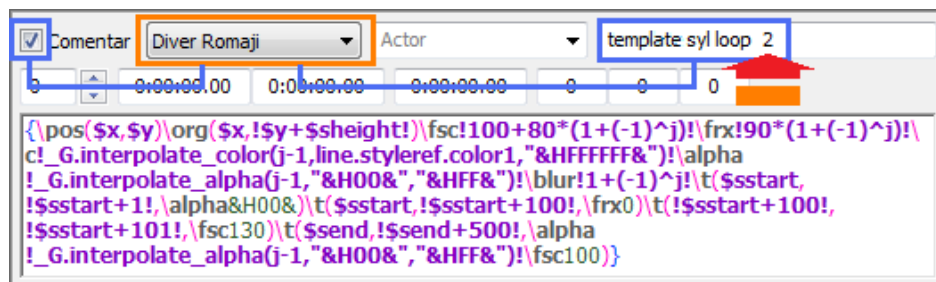 Comentar Diver Romaji Actor template syl loop 2
0 0:00:00.00 0:00:00.00 0:00:00.00 0 0 0
{\pos($x,$y)\org($x,!$y+$sheight!)\fsc!100+80*(1+(-1)^j)!\frx!90*(1+(-1)^j)!\
c!_G.interpolate_color(j-1,line.styleref.color1,"&HFFFFFF&")!\alpha
!_G.interpolate_alpha(j-1,"&H00&","&HFF&")!\blur!1+(-1)^j!\t($sstart,
!$sstart+1!,\alpha&H00&)\t($sstart,!$sstart+100!,\frx0)\t(!$sstart+100!,
!$sstart+101!,\fsc130)\t($send,!$send+500!,\alpha
!_G.interpolate_alpha(j-1,"&H00&","&HFF&")!\fsc100)}